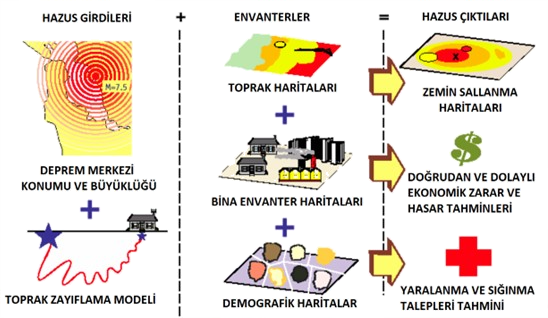 HAZUS GİRDİLERİ
+
ENVANTERLER
=
HAZUS ÇIKTILARI
M=7.5
DEPREM MERKEZİ
KONUMU VE BÜYÜKLÜĞÜ
+
TOPRAK ZAYIFLAMA MODELİ
TOPRAK HARİTALARI
+
BİNA ENVANTER HARİTALARI
+
DEMOGRAFİK HARİTALAR
X
ZEMİN SALLANMA
HARİTALARI
$
DOĞRUDAN VE DOLAYLI
EKONOMİK ZARAR VE
HASAR TAHMİNLERİ
YARALANMA VE SIĞINMA
TALEPLERİ TAHMİNİ